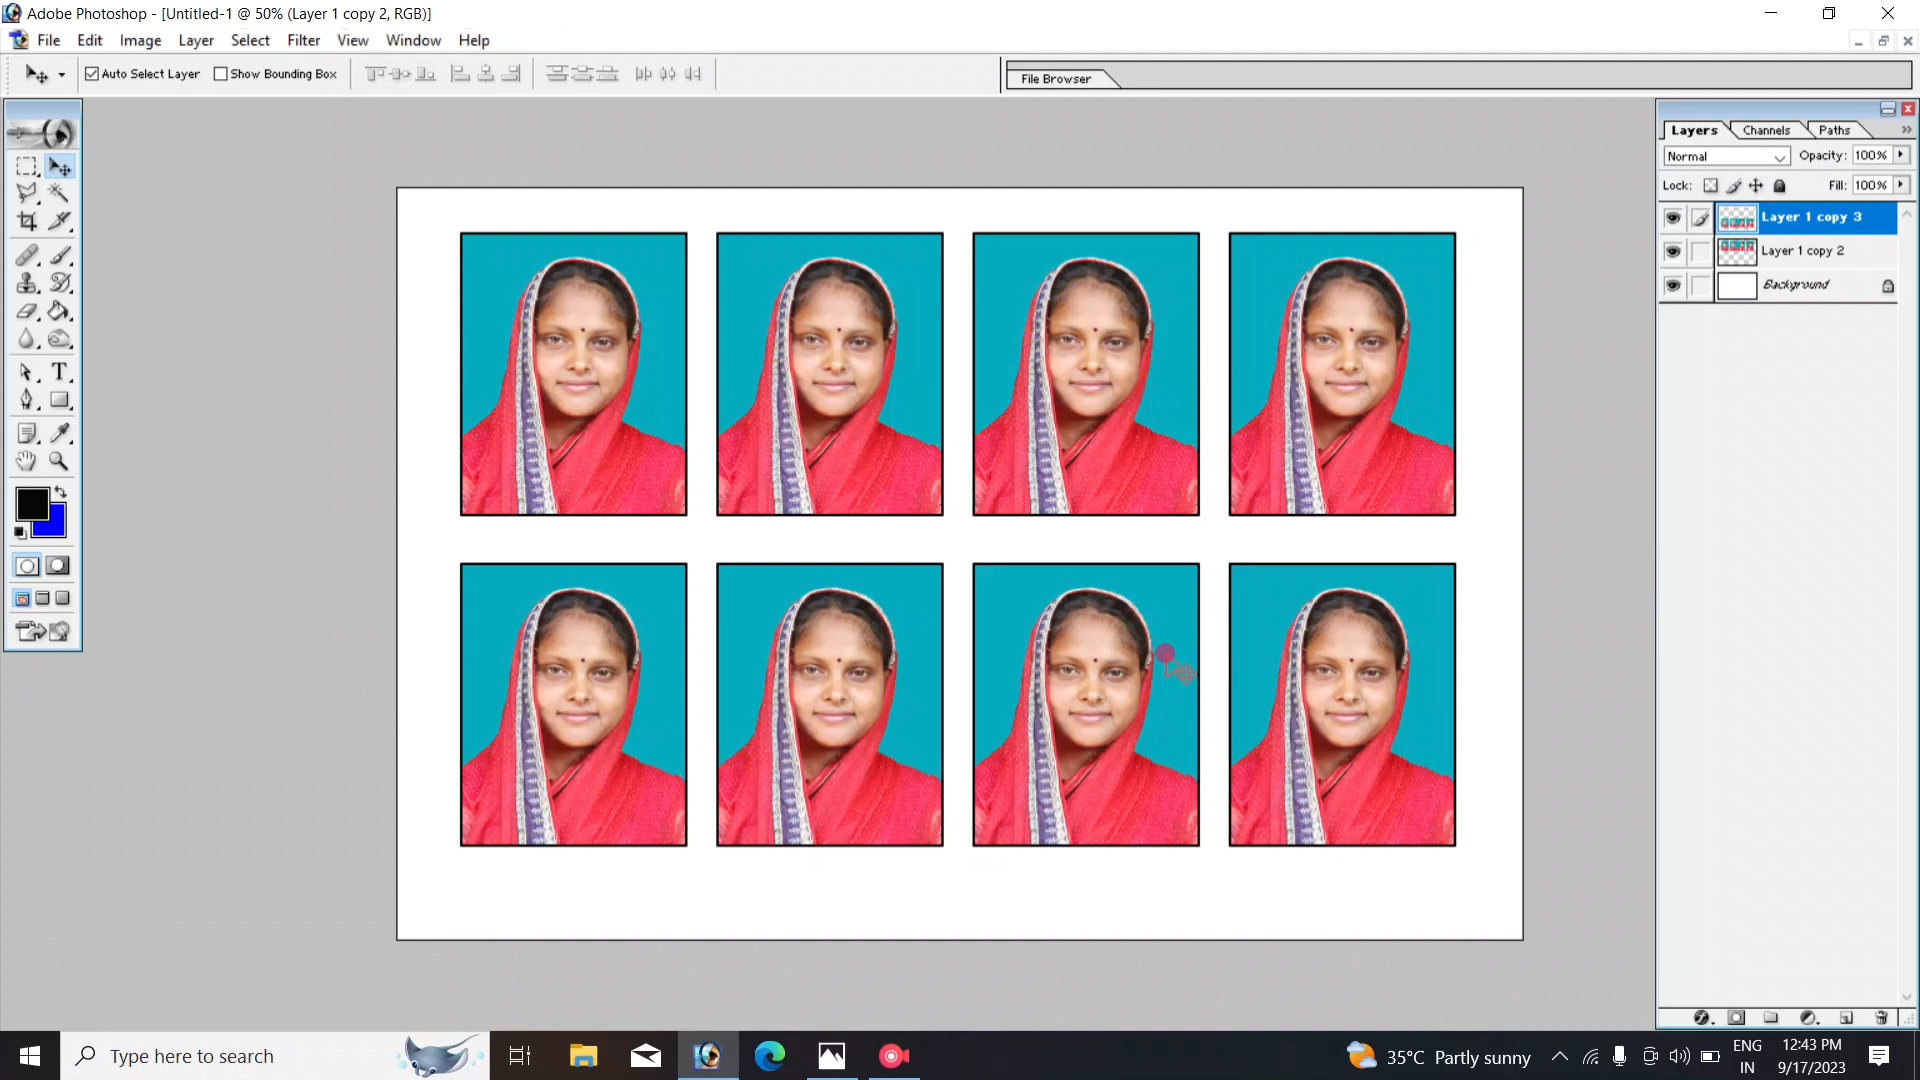 Adobe Photoshop - [Untitled-1 @ 50% (Layer 1 copy 2, RGB)]
File Edit Image Layer Select Filter View Window Help
Auto Select Layer Show Bounding Box File Browser
Layers Channels Paths
Normal Opacity: 100%
Lock: Fill: 100%
Layer 1 copy 3
Layer 1 copy 2
Background
T
Type here to search
35°C Partly sunny
ENG
IN
12:43 PM
9/17/2023